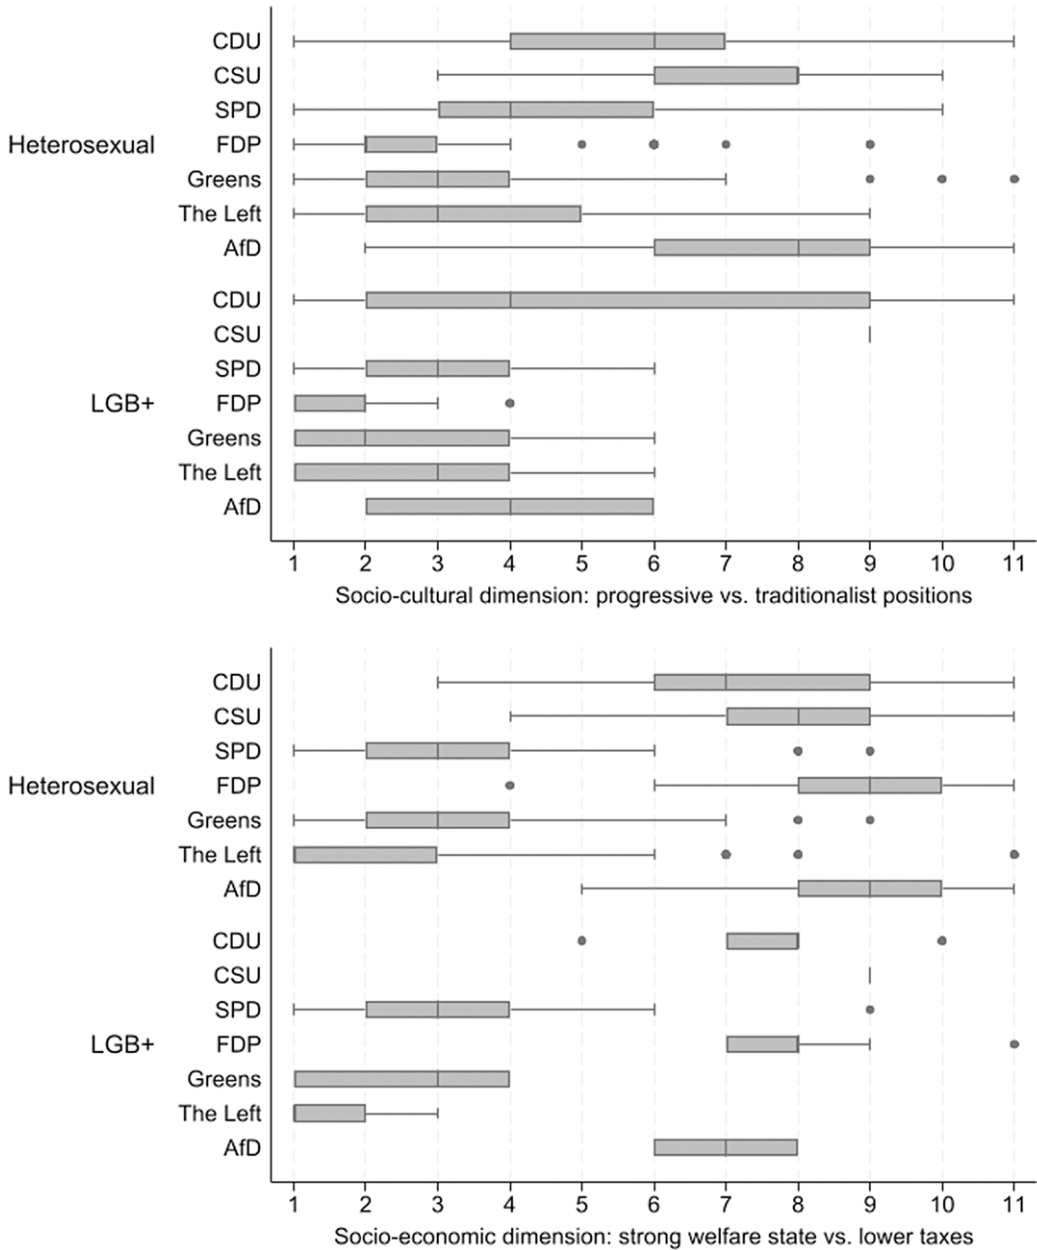 CDU
CSU
SPD
Heterosexual FDP
Greens
The Left
AfD
CDU
CSU
SPD
LGB+ FDP
Greens
The Left
AfD
1 2 3 4 5 6 7 8 9 10 11
Socio-cultural dimension: progressive vs. traditionalist positions
CDU
CSU
SPD
Heterosexual FDP
Greens
The Left
AfD
CDU
CSU
SPD
LGB+ FDP
Greens
The Left
AfD
1 2 3 4 5 6 7 8 9 10 11
Socio-economic dimension: strong welfare state vs. lower taxes